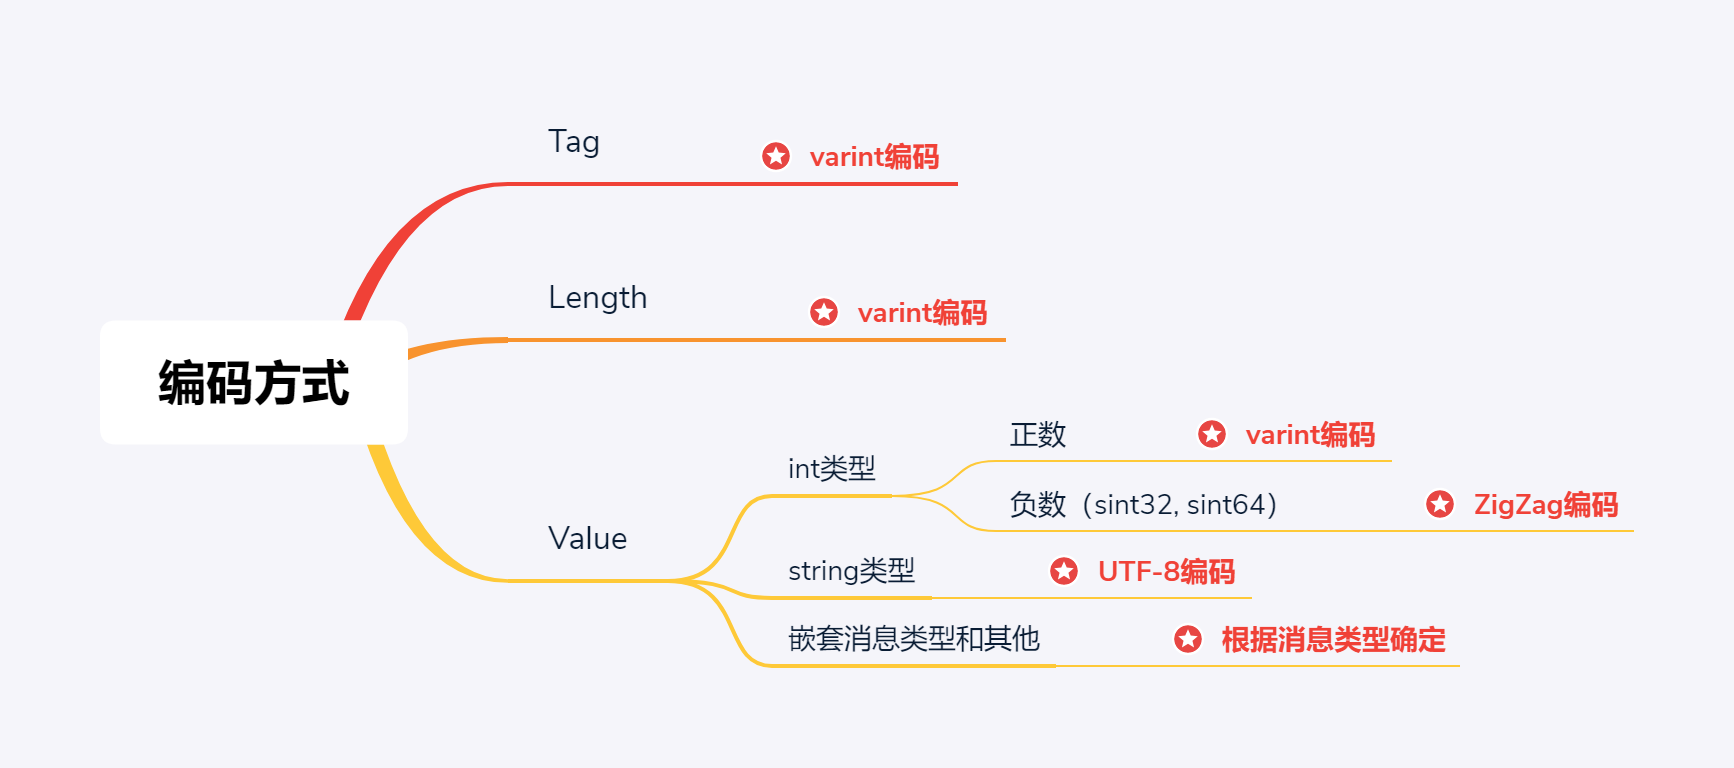 编码方式
Tag
varint编码
Length
varint编码
Value
int类型
正数
varint编码
负数（sint32, sint64）
ZigZag编码
string类型
UTF-8编码
嵌套消息类型和其他
根据消息类型确定